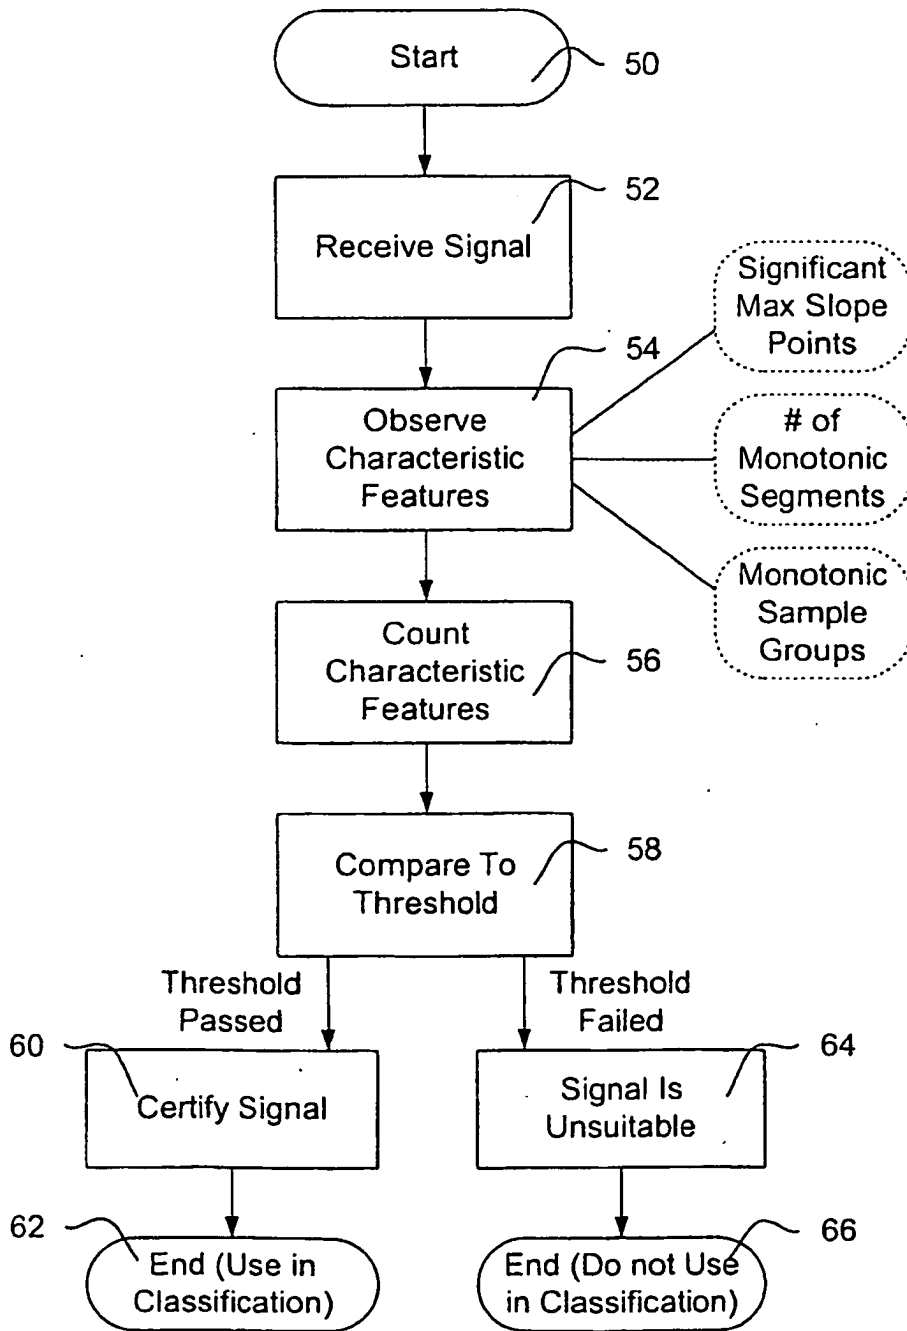 Start
50
52
Receive Signal
Significant
Max Slope
Points
54
Observe
Characteristic
Features
# of
Monotonic
Segments
Monotonic
Sample
Groups
Count
Characteristic
Features
56
Compare To
Threshold
58
Threshold
Passed
Threshold
Failed
60
Certify Signal
64
Signal Is
Unsuitable
62
End (Use in
Classification)
66
End (Do not Use
in Classification)